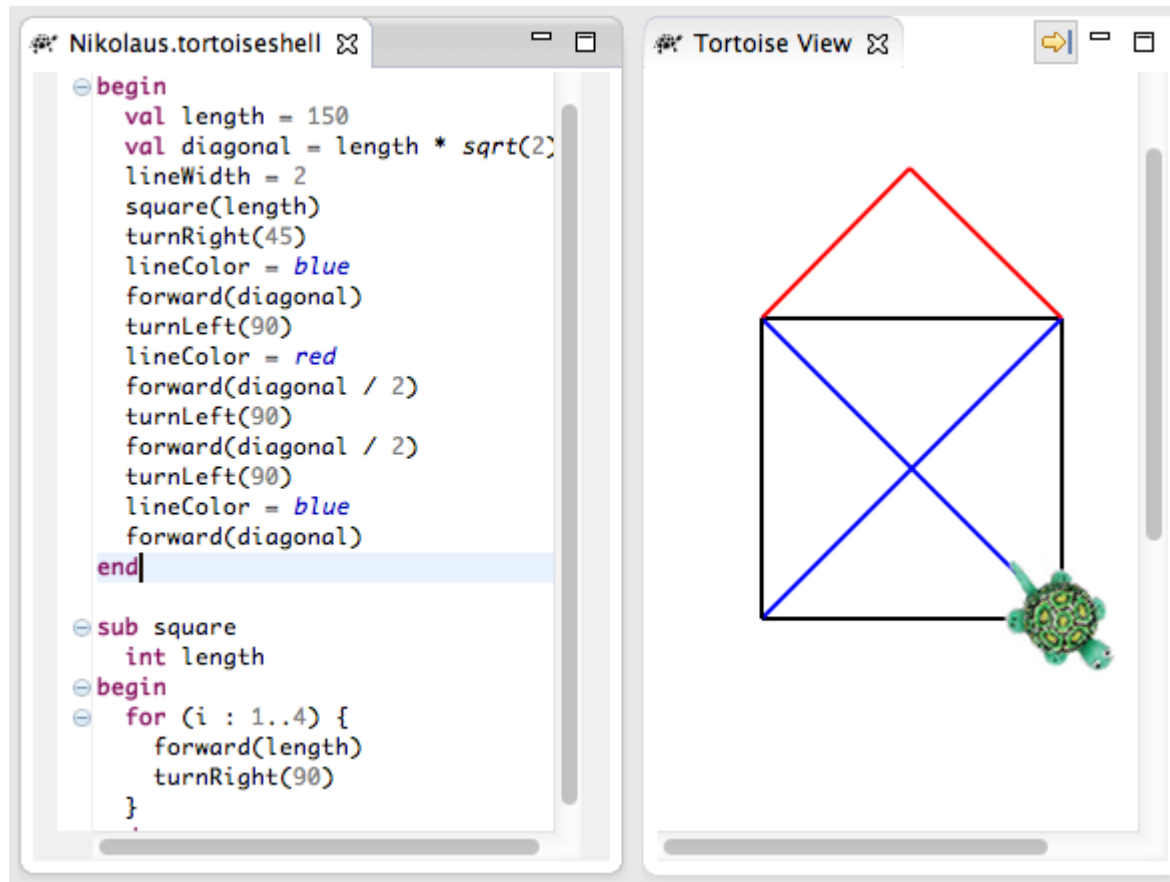 Nikolaus.tortoiseshell
Tortoise View
begin
val length = 150
val diagonal = length * sqrt(2)
lineWidth = 2
square(length)
turnRight(45)
lineColor = blue
forward(diagonal)
turnLeft(90)
lineColor = red
forward(diagonal / 2)
turnLeft(90)
forward(diagonal / 2)
turnLeft(90)
lineColor = blue
forward(diagonal)
end
sub square
int length
begin
for (i : 1..4) {
forward(length)
turnRight(90)
}